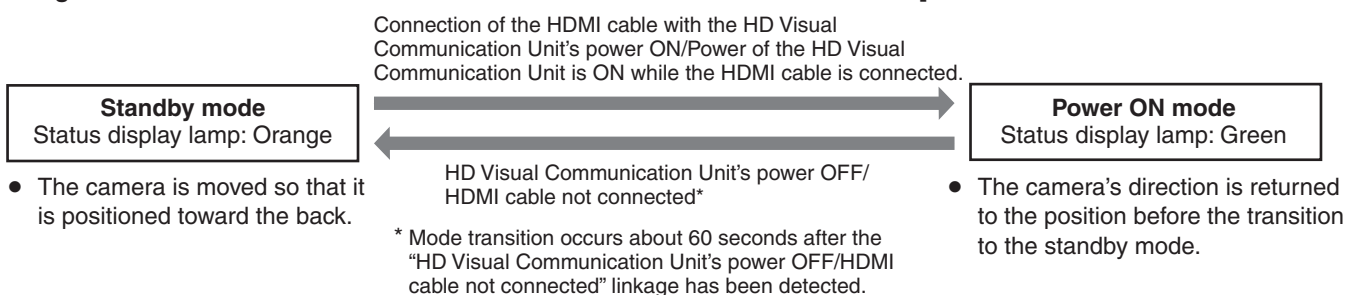 Connection of the HDMI cable with the HD Visual
Communication Unit's power ON/Power of the HD Visual
Communication Unit is ON while the HDMI cable is connected.
Standby mode
Status display lamp: Orange
Power ON mode
Status display lamp: Green
● The camera is moved so that it
is positioned toward the back.
HD Visual Communication Unit's power OFF/
HDMI cable not connected*
* Mode transition occurs about 60 seconds after the
“HD Visual Communication Unit's power OFF/HDMI
cable not connected” linkage has been detected.
● The camera's direction is returned
to the position before the transition
to the standby mode.